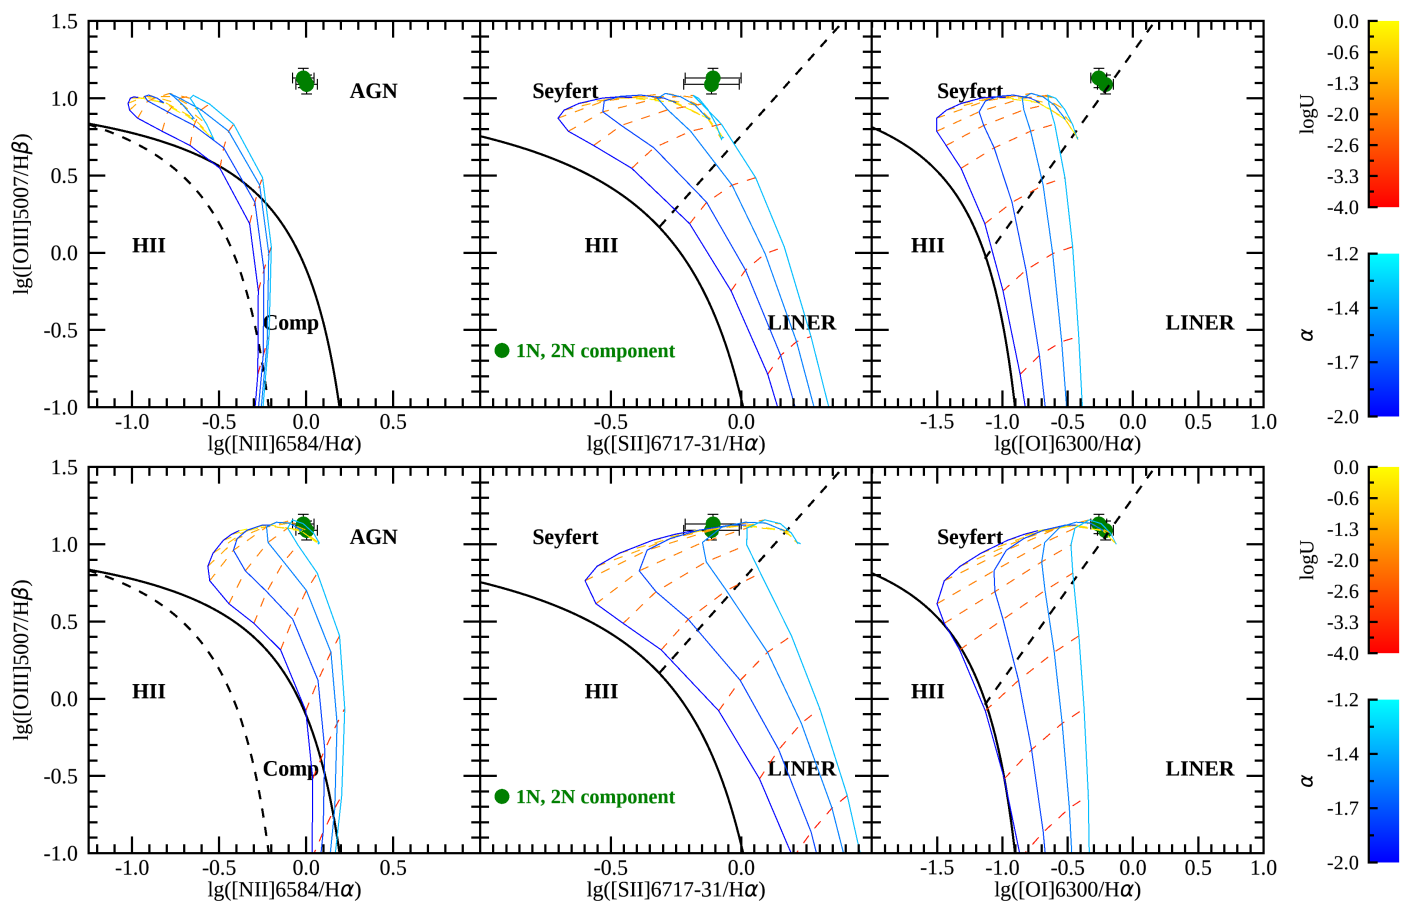 1.5
1.0
0.5
0.0
-0.5
-1.0
lg([OIII]5007/Hβ)
AGN
HII
Comp
-1.0 -0.5 0.0 0.5
lg([NII]6584/Hα)
Seyfert
HII
LINER
1N, 2N component
-0.5 0.0
lg([SII]6717-31/Hα)
Seyfert
HII
LINER
-1.5 -1.0 -0.5 0.0 0.5 1.0
lg([OI]6300/Hα)
0.0
-0.6
-1.3
-2.0
-2.6
-3.3
-4.0
logU
-1.2
-1.4
-1.7
-2.0
α
1.5
1.0
0.5
0.0
-0.5
-1.0
lg([OIII]5007/Hβ)
AGN
HII
Comp
-1.0 -0.5 0.0 0.5
lg([NII]6584/Hα)
Seyfert
HII
LINER
1N, 2N component
-0.5 0.0
lg([SII]6717-31/Hα)
Seyfert
HII
LINER
-1.5 -1.0 -0.5 0.0 0.5 1.0
lg([OI]6300/Hα)
0.0
-0.6
-1.3
-2.0
-2.6
-3.3
-4.0
logU
-1.2
-1.4
-1.7
-2.0
α